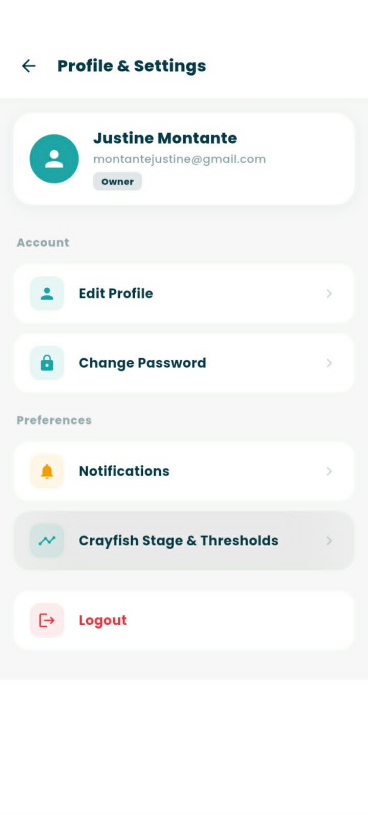 Profile & Settings
Justine Montante
montantejustine@gmail.com
Owner
Account
Edit Profile
Change Password
Preferences
Notifications
Crayfish Stage & Thresholds
Logout